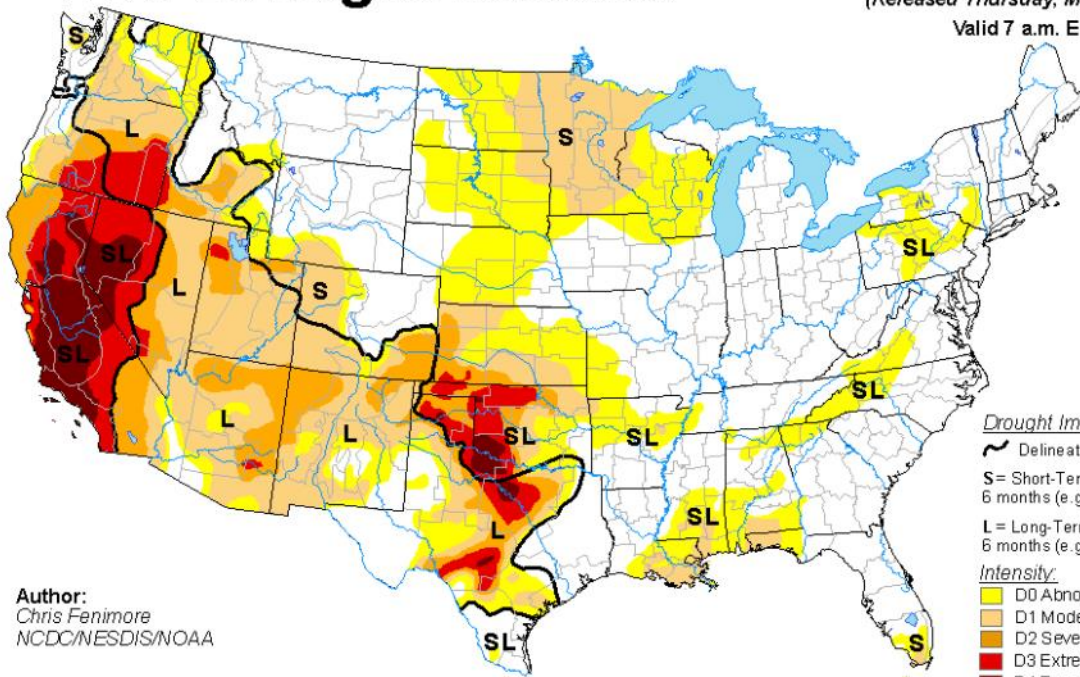 (Released Thursday, M
Valid 7 a.m. E
S
L
S
SL
L
S
SL
SL
SL
L
L
SL
SL
SL
L
SL
S
Drought Im
Delineat
S = Short-Ter
6 months (e.g
L = Long-Terr
6 months (e.g
Intensity:
D0 Abno
D1 Mode
D2 Seve
D3 Extre
Author:
Chris Fenimore
NCDC/NESDIS/NOAA